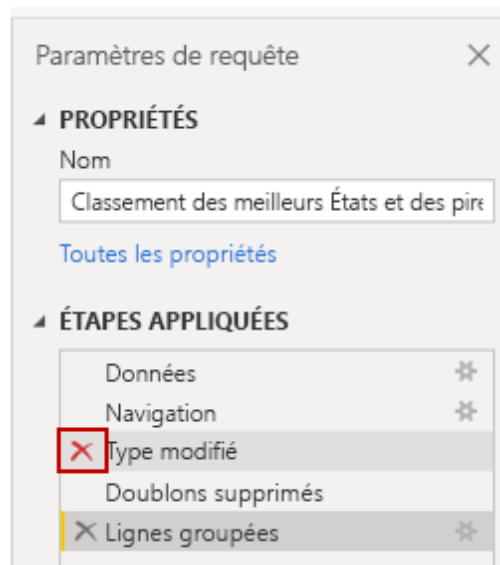 Paramètres de requête
PROPRIÉTÉS
Nom
Classement des meilleurs États et des pire
Toutes les propriétés
ÉTAPES APPLIQUÉES
Données
Navigation
Type modifié
Doublons supprimés
Lignes groupées